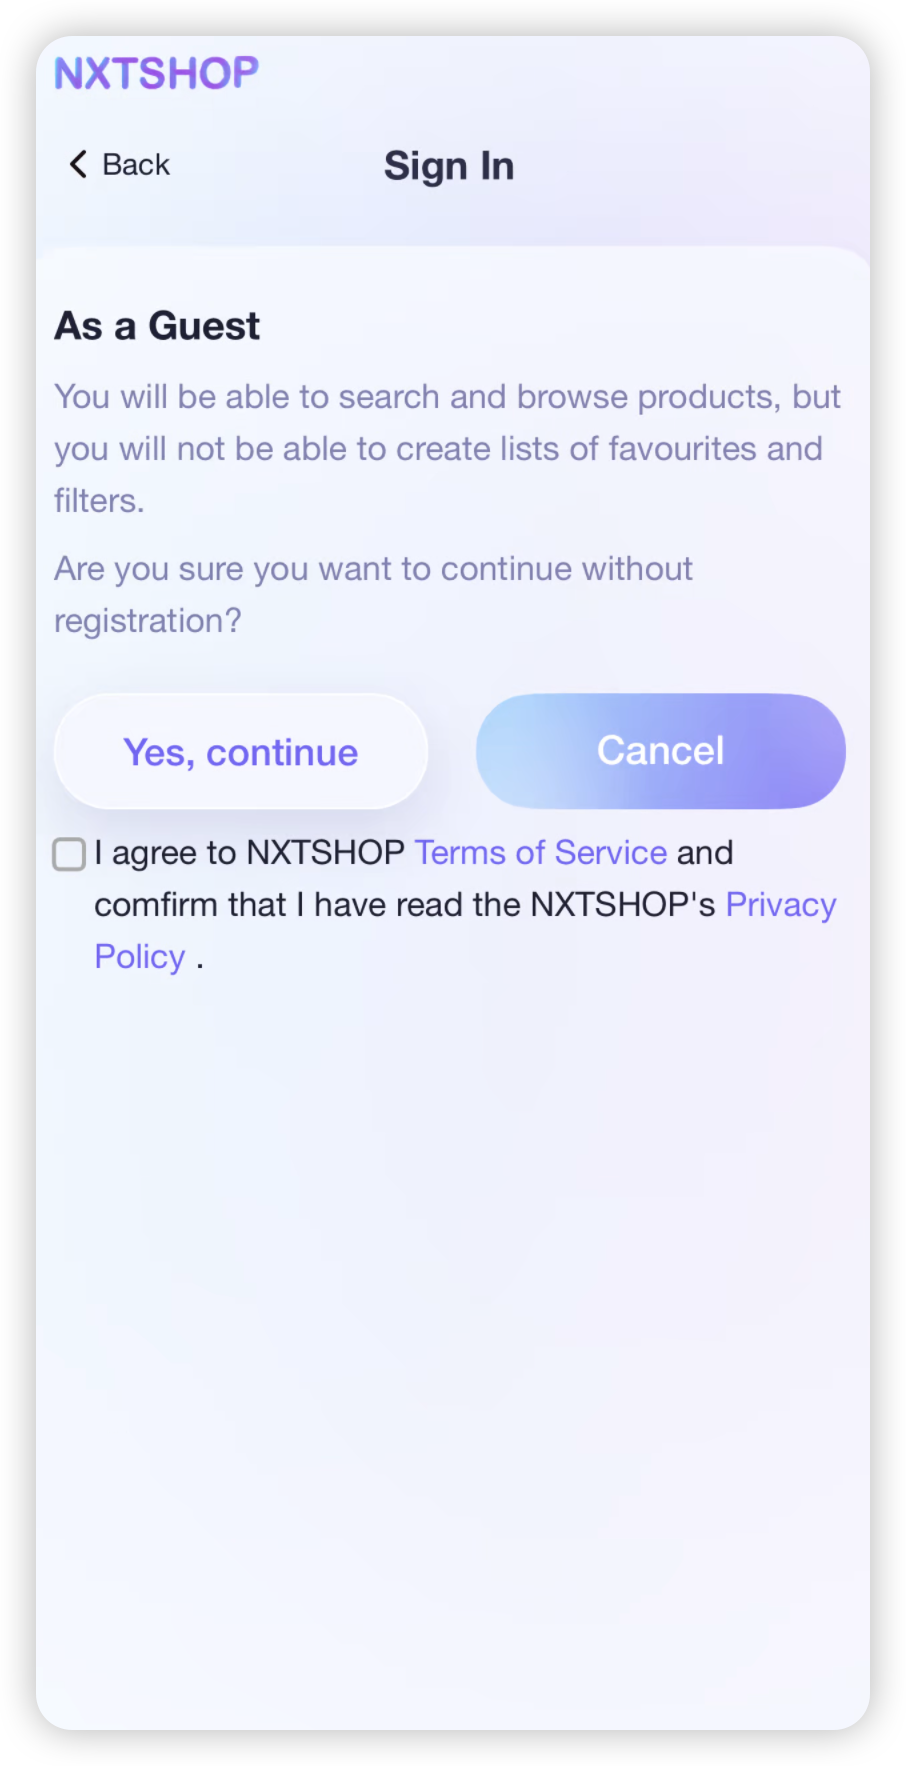 NXTSHOP
Back
Sign In
As a Guest
You will be able to search and browse products, but
you will not be able to create lists of favourites and
filters.
Are you sure you want to continue without
registration?
Yes, continue
Cancel
I agree to NXTSHOP Terms of Service and
comfirm that I have read the NXTSHOP's Privacy
Policy .